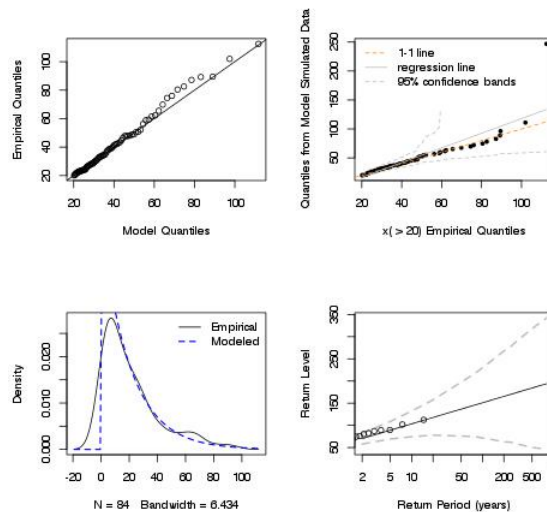 Empirical Quantiles
100
80
60
40
20
20 40 60 80 100
Model Quantiles
Quantiles from Model Simulated Data
250
200
150
100
50
1-1 line
regression line
95% confidence bands
20 40 60 80 100
x( > 20) Empirical Quantiles
Density
0.020
0.010
0.000
Empirical
Modeled
-20 0 20 40 60 80 100
N = 84 Bandwidth = 6.434
Return Level
350
250
150
50
2 5 10 20 50 100 200 500
Return Period (years)